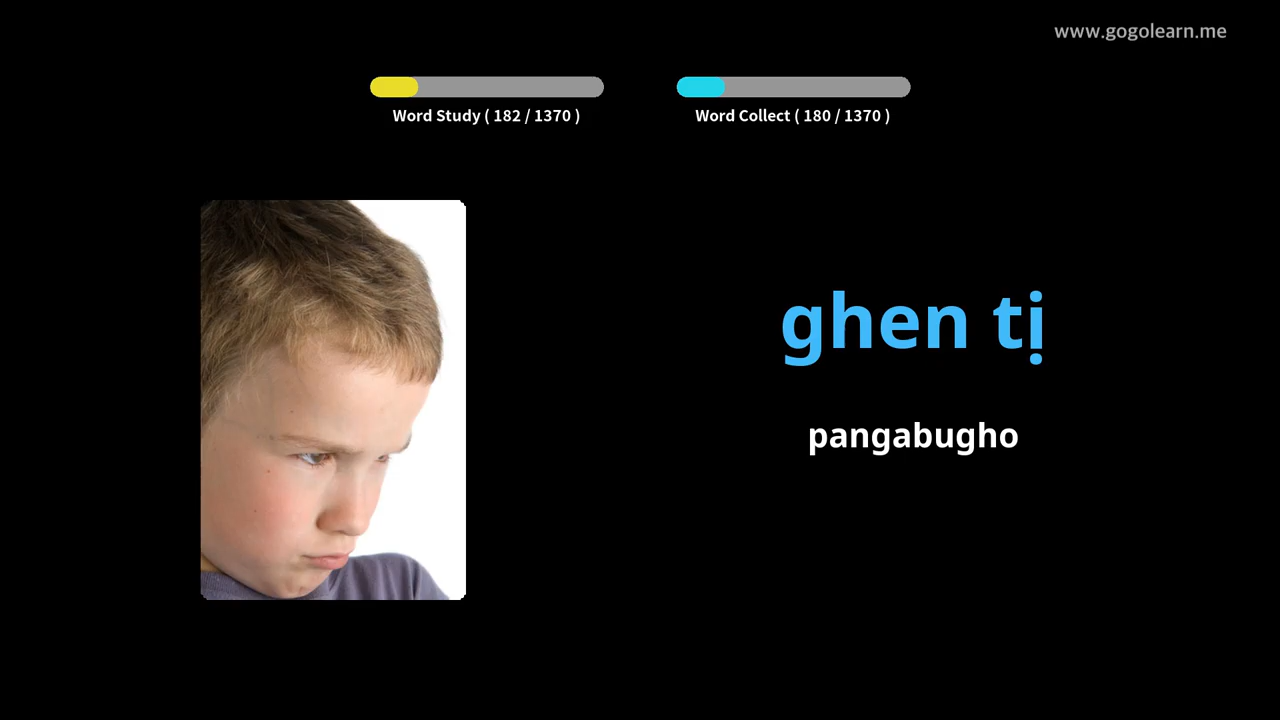 www.gogolearn.me
Word Study ( 182 / 1370 )
Word Collect ( 180 / 1370 )
ghen tị
pangabugho